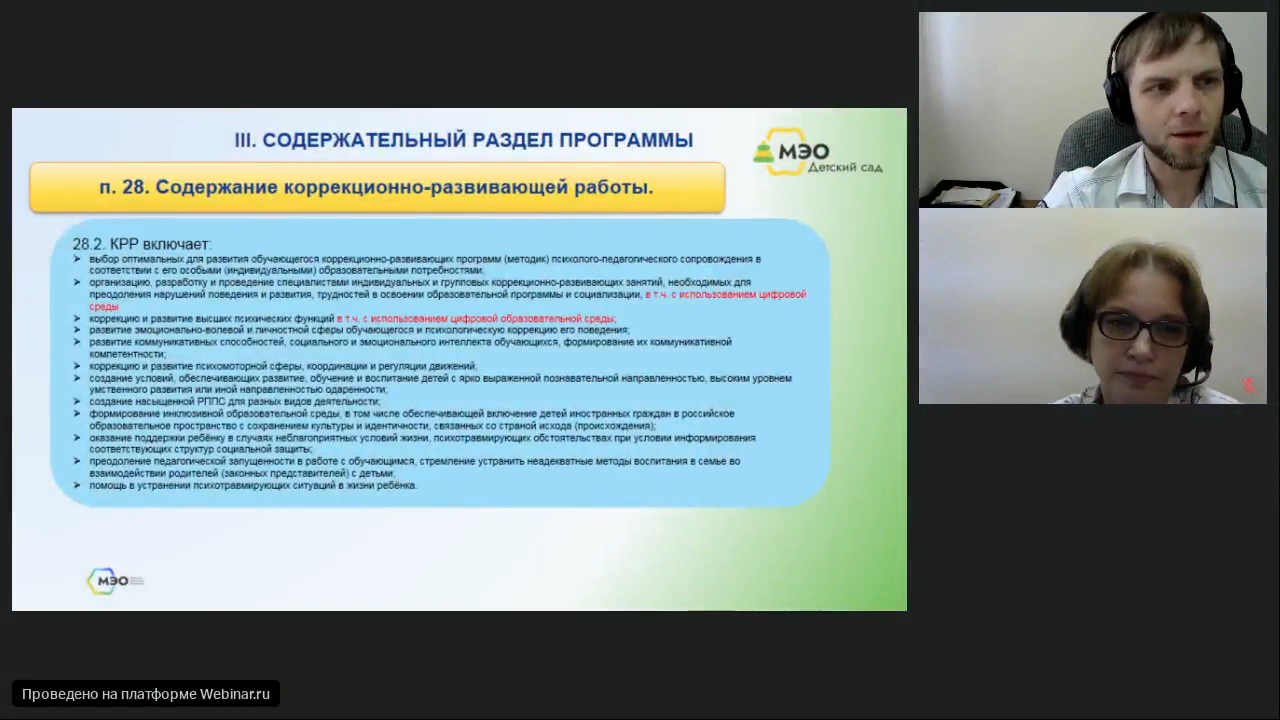 III. СОДЕРЖАТЕЛЬНЫЙ РАЗДЕЛ ПРОГРАММЫ
МЭО
Детский сад
п. 28. Содержание коррекционно-развивающей работы.
28.2. КРР включает:
➤ выбор оптимальных для развития обучающегося коррекционно-развивающих программ (методик) психолого-педагогического сопровождения в
соответствии с его особыми (индивидуальными) образовательными потребностями;
➤ организацию, разработку и проведение специалистами индивидуальных и групповых коррекционно-развивающих занятий, необходимых для
преодоления нарушений поведения и развития, трудностей в освоении образовательной программы и социализации, в т.ч. с использованием цифровой
среды
➤ коррекцию и развитие высших психических функций в т.ч. с использованием цифровой образовательной среды;
➤ развитие эмоционально-волевой и личностной сферы обучающегося и психологическую коррекцию его поведения;
➤ развитие коммуникативных способностей, социального и эмоционального интеллекта обучающихся, формирование их коммуникативной
компетентности;
➤ коррекцию и развитие психомоторной сферы, координации и регуляции движений;
➤ создание условий, обеспечивающих развитие, обучение и воспитание детей с ярко выраженной познавательной направленностью, высоким уровнем
умственного развития или иной направленностью одаренности;
➤ создание насыщенной РППС для разных видов деятельности;
➤ формирование инклюзивной образовательной среды, в том числе обеспечивающей включение детей иностранных граждан в российское
образовательное пространство с сохранением культуры и идентичности, связанных со страной исхода (происхождения);
➤ оказание поддержки ребёнку в случаях неблагоприятных условий жизни, психотравмирующих обстоятельствах при условии информирования
соответствующих структур социальной защиты;
➤ преодоление педагогической запущенности в работе с обучающимся, стремление устранить неадекватные методы воспитания в семье во
взаимодействии родителей (законных представителей) с детьми;
➤ помощь в устранении психотравмирующих ситуаций в жизни ребёнка.
МЭО
Проведено на платформе Webinar.ru